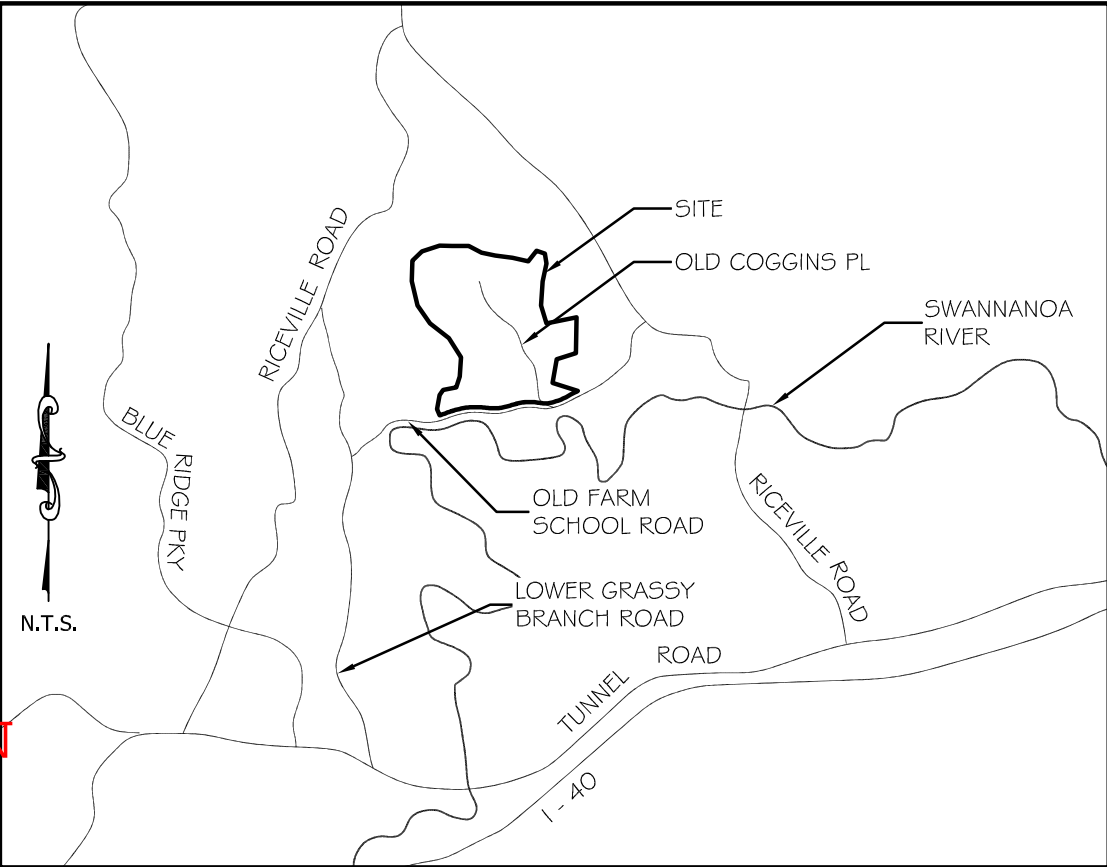 SITE
OLD COGGINS PL
RICEVILLE ROAD
SWANNANOA
RIVER
BLUE RIDGE PKY
OLD FARM
SCHOOL ROAD
RICEVILLE ROAD
LOWER GRASSY
BRANCH ROAD
N.T.S.
TUNNEL ROAD
I - 40